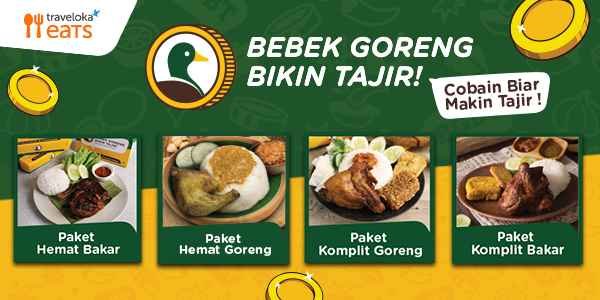 traveloka
EATS
BEBEK GORENG
BIKIN TAJIR!
Cobain Biar
Makin Tajir !
Paket
Hemat Bakar
Paket
Hemat Goreng
Paket
Komplit Goreng
Paket
Komplit Bakar